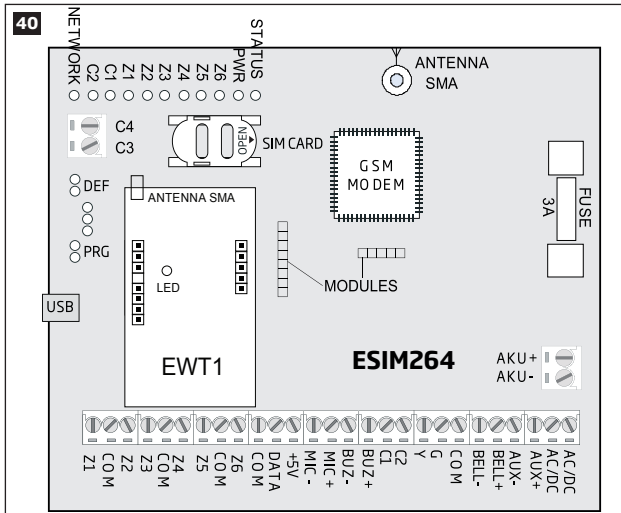 40
NETWORK
C2
C1
Z1
Z2
Z3
Z4
Z5
Z6
PWR
STATUS
ANTENNA
SMA
C4
C3
OPEN
SIM CARD
GSM
MODEM
FUSE
3A
DEF
ANTENNA SMA
PRG
LED
MODULES
USB
EWT1
ESIM264
AKU+
AKU-
Z1
COM
Z2
Z3
COM
Z4
Z5
COM
Z6
COM
DATA
+5V
MIC -
MIC +
BUZ-
BUZ+
C1
C2
Y
G
COM
BELL-
BELL+
AUX-
AUX+
AC/DC
AC/DC